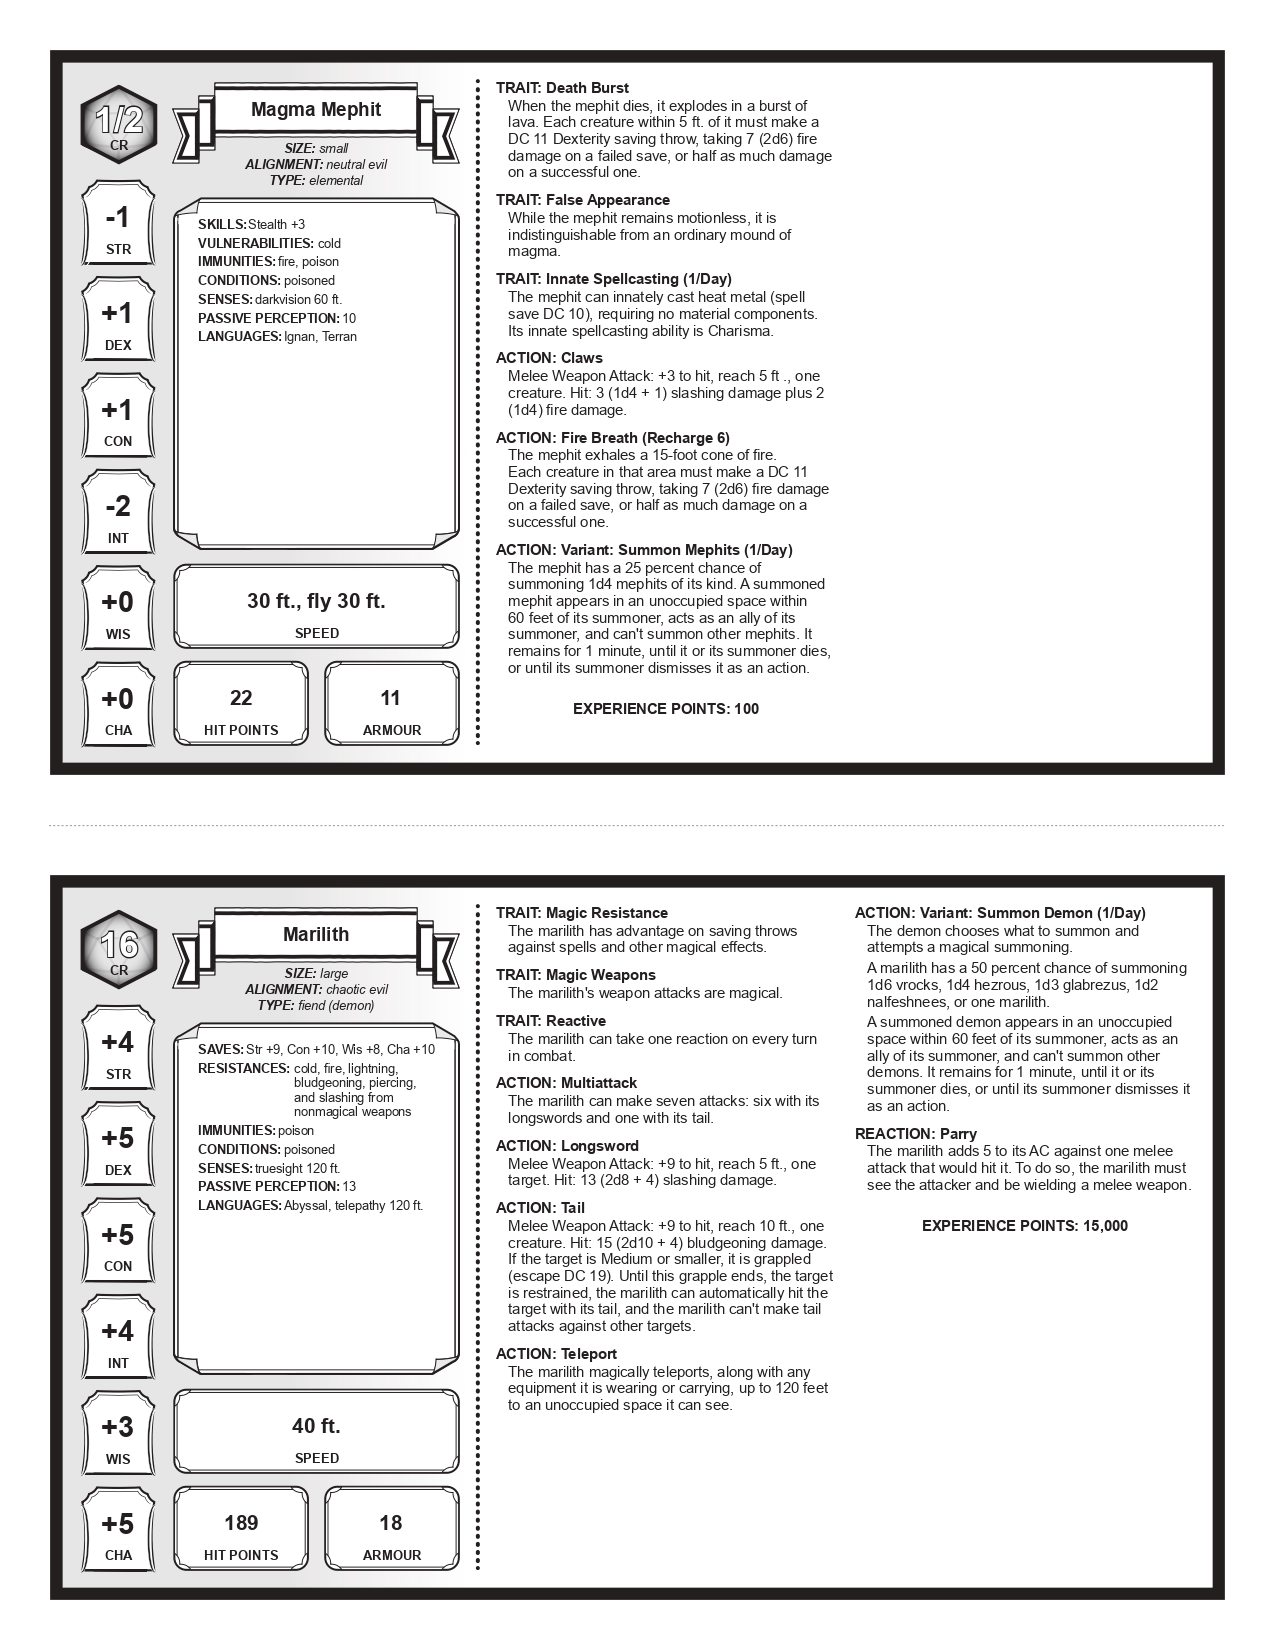 1/2
CR
Magma Mephit
SIZE: small
ALIGNMENT: neutral evil
TYPE: elemental
-1
STR
+1
DEX
+1
CON
-2
INT
+0
WIS
+0
CHA
SKILLS: Stealth +3
VULNERABILITIES: cold
IMMUNITIES: fire, poison
CONDITIONS: poisoned
SENSES: darkvision 60 ft.
PASSIVE PERCEPTION: 10
LANGUAGES: Ignan, Terran
30 ft., fly 30 ft.
SPEED
22
HIT POINTS
11
ARMOUR
TRAIT: Death Burst
When the mephit dies, it explodes in a burst of
lava. Each creature within 5 ft. of it must make a
DC 11 Dexterity saving throw, taking 7 (2d6) fire
damage on a failed save, or half as much damage
on a successful one.
TRAIT: False Appearance
While the mephit remains motionless, it is
indistinguishable from an ordinary mound of
magma.
TRAIT: Innate Spellcasting (1/Day)
The mephit can innately cast heat metal (spell
save DC 10), requiring no material components.
Its innate spellcasting ability is Charisma.
ACTION: Claws
Melee Weapon Attack: +3 to hit, reach 5 ft ., one
creature. Hit: 3 (1d4 + 1) slashing damage plus 2
(1d4) fire damage.
ACTION: Fire Breath (Recharge 6)
The mephit exhales a 15-foot cone of fire.
Each creature in that area must make a DC 11
Dexterity saving throw, taking 7 (2d6) fire damage
on a failed save, or half as much damage on a
successful one.
ACTION: Variant: Summon Mephits (1/Day)
The mephit has a 25 percent chance of
summoning 1d4 mephits of its kind. A summoned
mephit appears in an unoccupied space within
60 feet of its summoner, acts as an ally of its
summoner, and can't summon other mephits. It
remains for 1 minute, until it or its summoner dies,
or until its summoner dismisses it as an action.
EXPERIENCE POINTS: 100
16
CR
Marilith
SIZE: large
ALIGNMENT: chaotic evil
TYPE: fiend (demon)
+4
STR
+5
DEX
+5
CON
+4
INT
+3
WIS
+5
CHA
SAVES: Str +9, Con +10, Wis +8, Cha +10
RESISTANCES: cold, fire, lightning,
bludgeoning, piercing,
and slashing from
nonmagical weapons
IMMUNITIES: poison
CONDITIONS: poisoned
SENSES: truesight 120 ft.
PASSIVE PERCEPTION: 13
LANGUAGES: Abyssal, telepathy 120 ft.
40 ft.
SPEED
189
HIT POINTS
18
ARMOUR
TRAIT: Magic Resistance
The marilith has advantage on saving throws
against spells and other magical effects.
TRAIT: Magic Weapons
The marilith's weapon attacks are magical.
TRAIT: Reactive
The marilith can take one reaction on every turn
in combat.
ACTION: Multiattack
The marilith can make seven attacks: six with its
longswords and one with its tail.
ACTION: Longsword
Melee Weapon Attack: +9 to hit, reach 5 ft., one
target. Hit: 13 (2d8 + 4) slashing damage.
ACTION: Tail
Melee Weapon Attack: +9 to hit, reach 10 ft., one
creature. Hit: 15 (2d10 + 4) bludgeoning damage.
If the target is Medium or smaller, it is grappled
(escape DC 19). Until this grapple ends, the target
is restrained, the marilith can automatically hit the
target with its tail, and the marilith can't make tail
attacks against other targets.
ACTION: Teleport
The marilith magically teleports, along with any
equipment it is wearing or carrying, up to 120 feet
to an unoccupied space it can see.
ACTION: Variant: Summon Demon (1/Day)
The demon chooses what to summon and
attempts a magical summoning.
A marilith has a 50 percent chance of summoning
1d6 vrocks, 1d4 hezrous, 1d3 glabrezus, 1d2
nalfeshnees, or one marilith.
A summoned demon appears in an unoccupied
space within 60 feet of its summoner, acts as an
ally of its summoner, and can't summon other
demons. It remains for 1 minute, until it or its
summoner dies, or until its summoner dismisses it
as an action.
REACTION: Parry
The marilith adds 5 to its AC against one melee
attack that would hit it. To do so, the marilith must
see the attacker and be wielding a melee weapon.
EXPERIENCE POINTS: 15,000